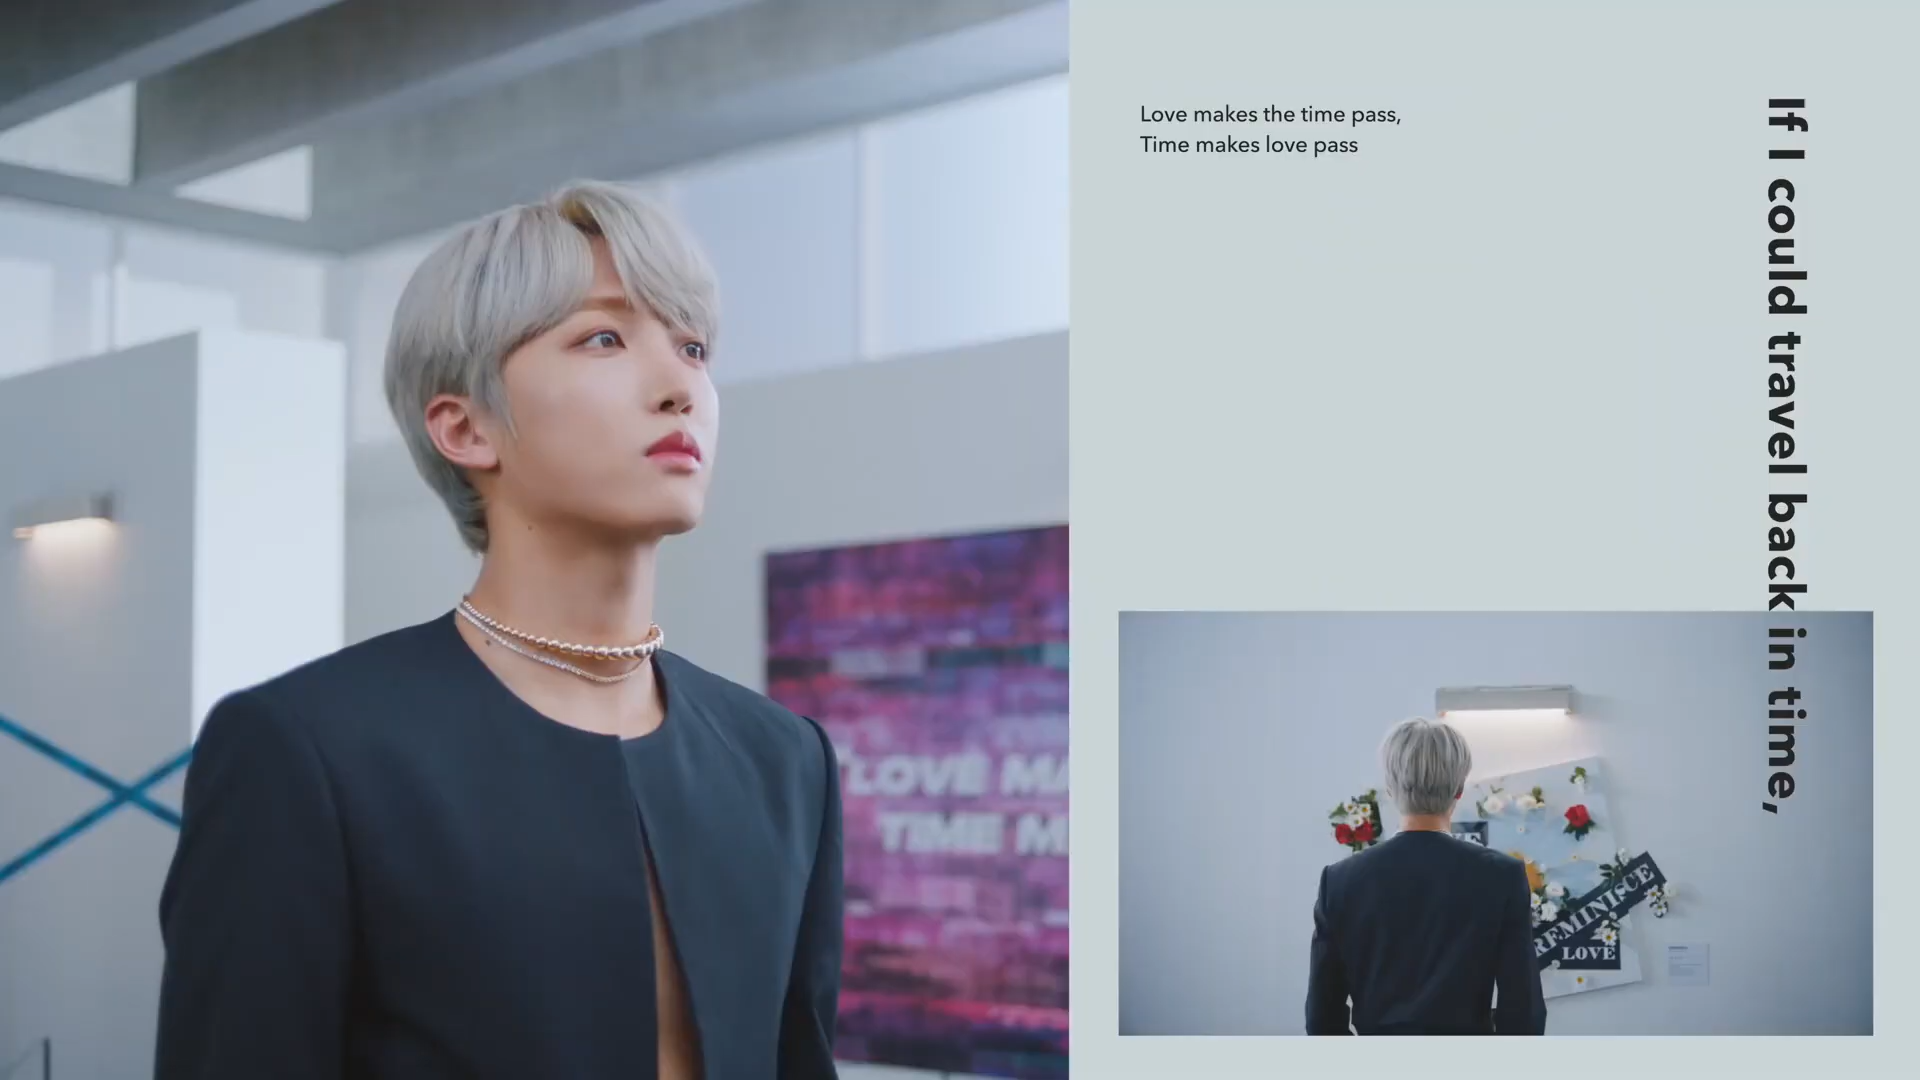 Love makes the time pass,
Time makes love pass
If I could travel back in time,
LOVE MA
TIME M
REMINISCE
LOVE